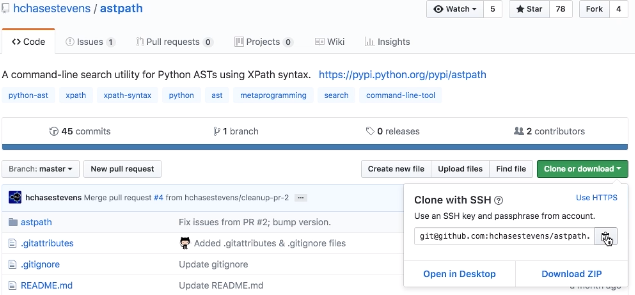 hchasestevens / astpath
Watch 5 Star 78 Fork 4
Code Issues 1 Pull requests 0 Projects 0 Wiki Insights
A command-line search utility for Python ASTs using XPath syntax. https://pypi.python.org/pypi/astpath
python-ast xpath xpath-syntax python ast metaprogramming search command-line-tool
45 commits 1 branch 0 releases 2 contributors
Branch: master New pull request Create new file Upload files Find file Clone or download
hchasestevens Merge pull request #4 from hchasestevens/cleanup-pr-2 ...
Clone with SSH Use HTTPS
Use an SSH key and passphrase from account.
git@github.com:hchasestevens/astpath.
Open in Desktop Download ZIP
astpath Fix issues from PR #2; bump version.
.gitattributes Added .gitattributes & .gitignore files
.gitignore Update gitignore
README.md Update README.md